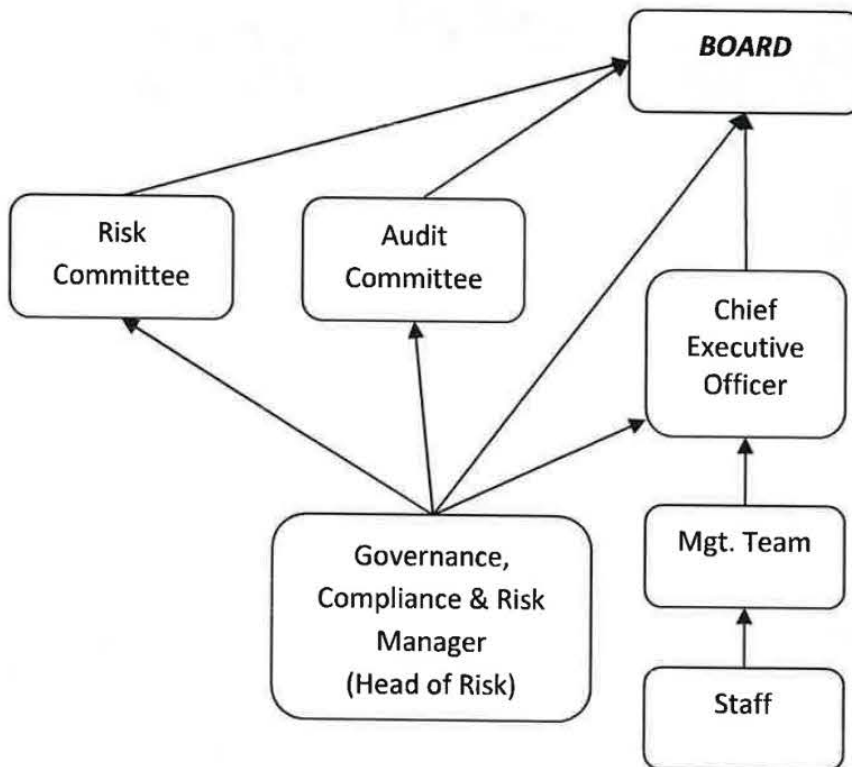 BOARD
Risk
Committee
Audit
Committee
Chief
Executive
Officer
Governance,
Compliance & Risk
Manager
(Head of Risk)
Mgt. Team
Staff